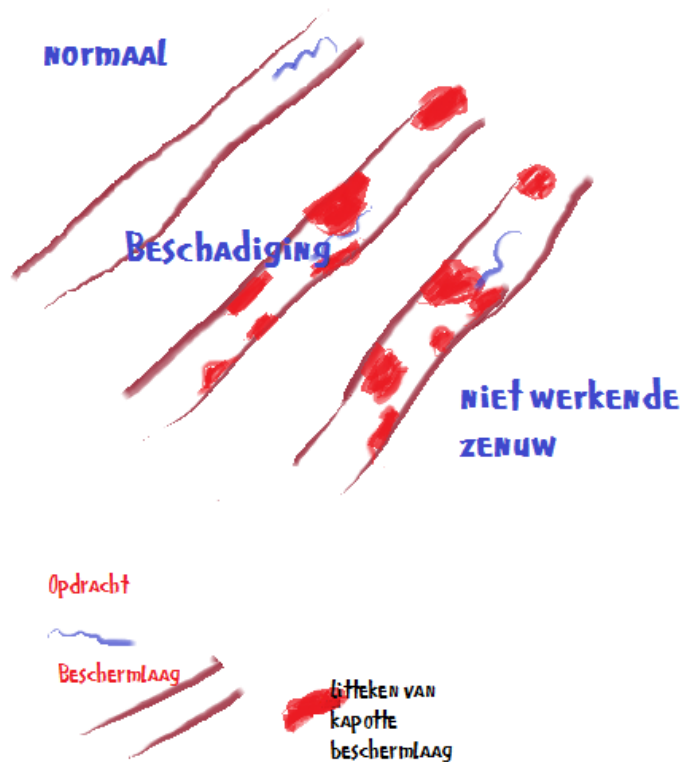 Normaal
Beschadiging
niet werkende
zenuw
Opdracht
Beschermlaag
litteken van
kapotte
beschermlaag